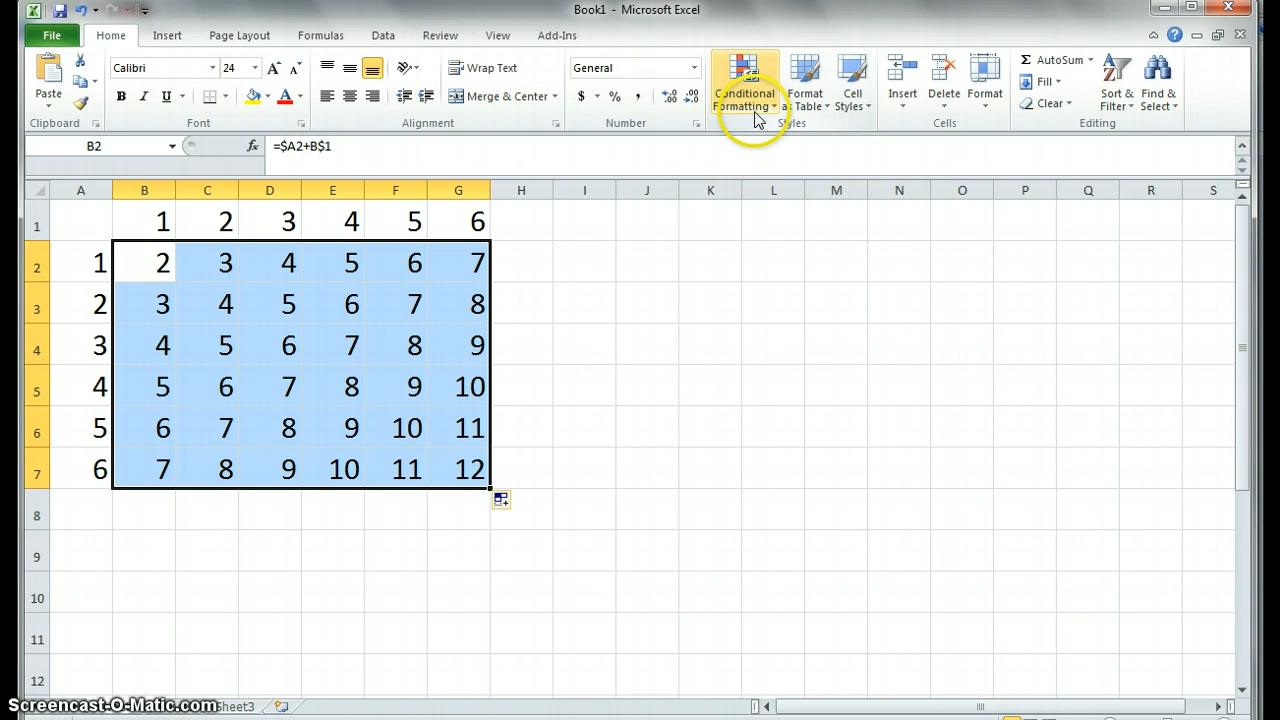 Book1 - Microsoft Excel
File Home Insert Page Layout Formulas Data Review View Add-Ins
Paste
Clipboard
Calibri 24
B I U
Font
Wrap Text
Merge & Center
Alignment
General
$ % ,
Number
Conditional Formatting
Format as Table
Cell Styles
Styles
Insert Delete Format
Cells
Σ AutoSum
Fill
Clear
Sort & Filter
Find & Select
Editing
B2 fx =$A2+B$1
A B C D E F G H I J K L M N O P Q R S
1 1 2 3 4 5 6
2 1 2 3 4 5 6 7
3 2 3 4 5 6 7 8
4 3 4 5 6 7 8 9
5 4 5 6 7 8 9 10
6 5 6 7 8 9 10 11
7 6 7 8 9 10 11 12
8
9
10
11
12
Screencast-O-Matic.com Sheet3